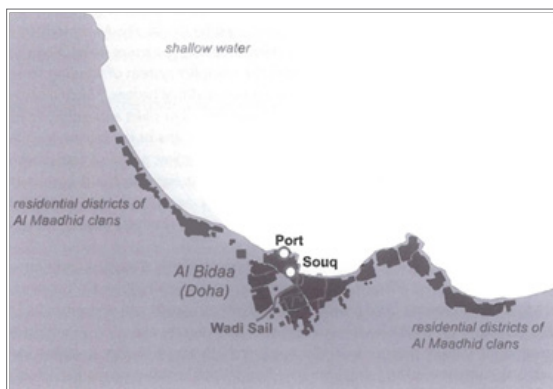 shallow water
residential districts of
Al Maadhid clans
Port
Souq
Al Bidaa
(Doha)
Wadi Sail
residential districts of
Al Maadhid clans